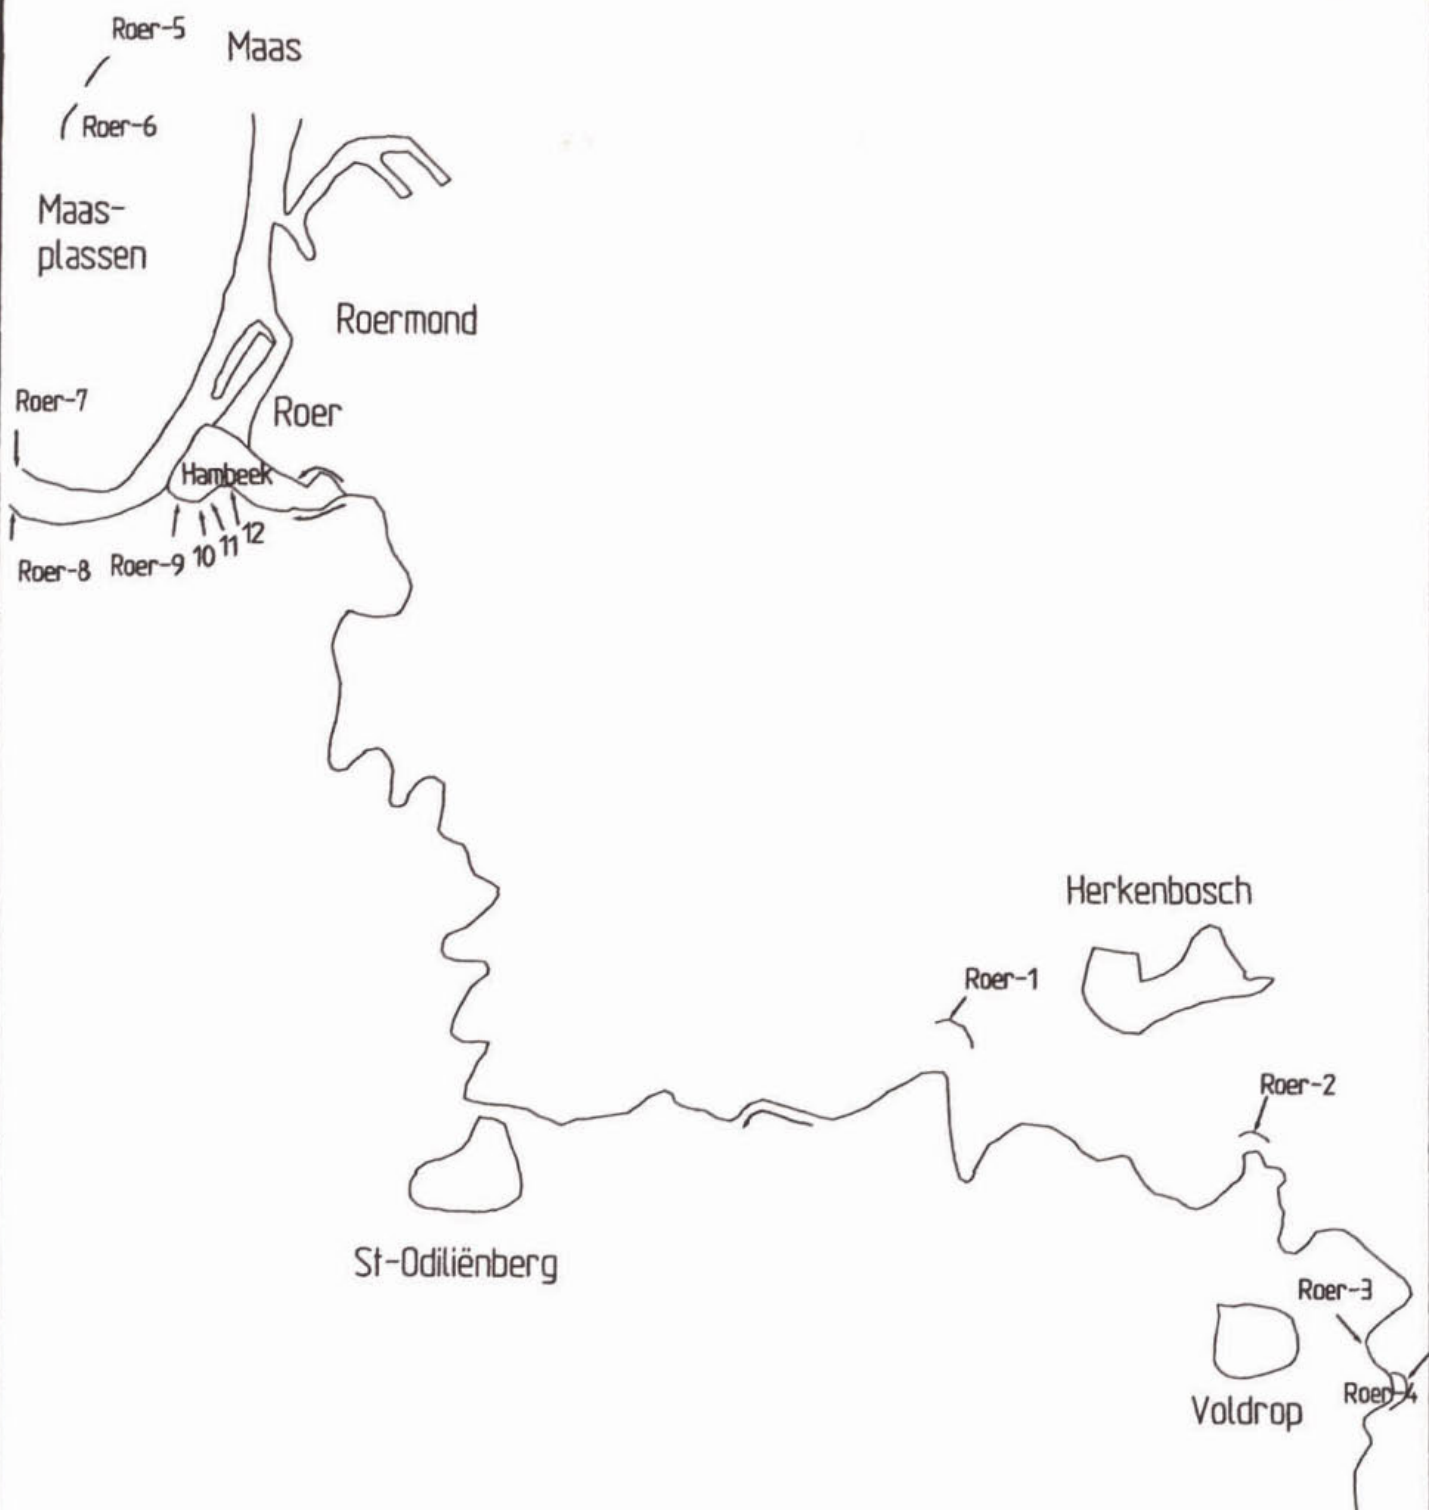 Roer-5
Maas
Roer-6
Maas-
plassen
Roermond
Roer-7
Roer
Hambeek
Roer-8
Roer-9
10
11
12
Herkenbosch
Roer-1
Roer-2
St-Odiliënberg
Roer-3
Roer-4
Voldrop